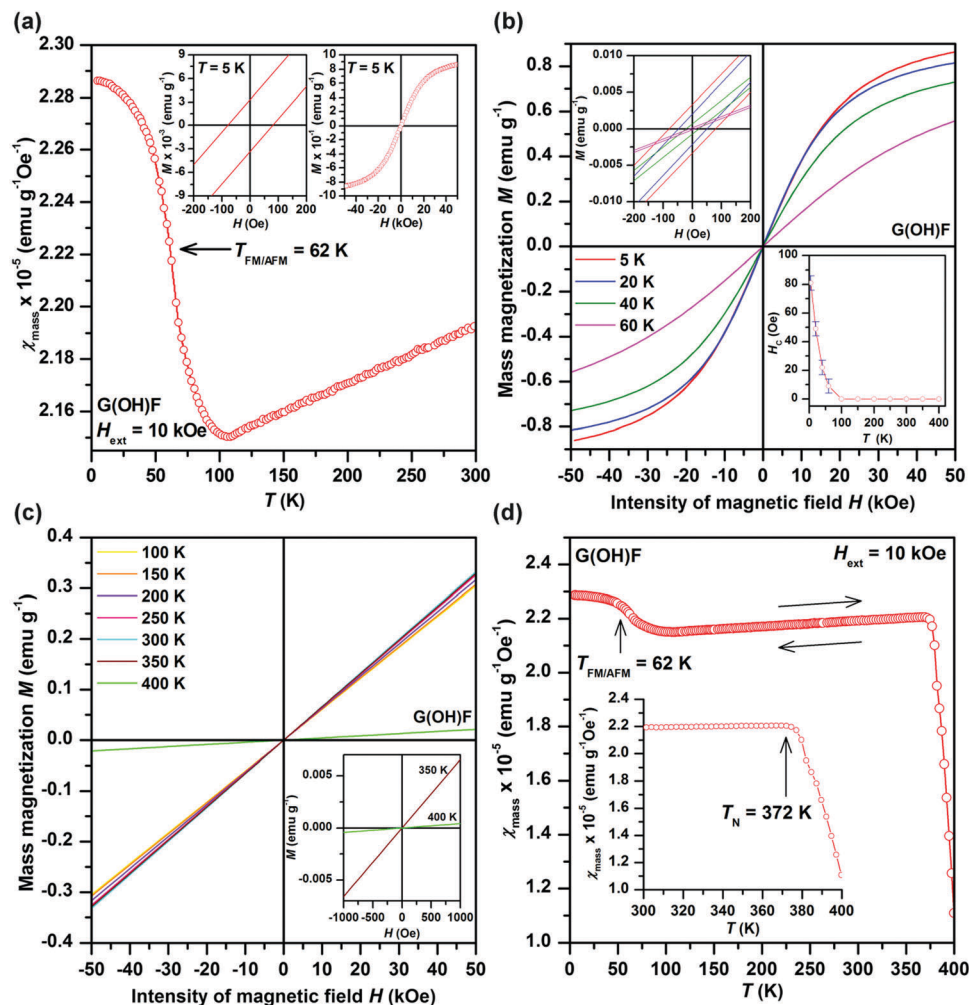 (a)
2.30
2.28
2.26
2.24
2.22
2.20
2.18
2.16
χmass x 10-5 (emu g-1Oe-1)
0 25 50 75 100 125 150 175 200 225 250 275 300
T (K)
T = 5 K
9
6
3
0
-3
-6
-9
M x 10-3 (emu g-1)
-200 -100 0 100 200
H (Oe)
T = 5 K
10
8
6
4
2
0
-2
-4
-6
-8
-10
M x 10-1 (emu g-1)
-40 -20 0 20 40
H (kOe)
TFM/AFM = 62 K
G(OH)F
Hext = 10 kOe
(b)
0.8
0.6
0.4
0.2
0.0
-0.2
-0.4
-0.6
-0.8
Mass magnetization M (emu g-1)
-50 -40 -30 -20 -10 0 10 20 30 40 50
Intensity of magnetic field H (kOe)
0.010
0.005
0.000
-0.005
-0.010
M (emu g-1)
-200 -100 0 100 200
H (Oe)
G(OH)F
5 K
20 K
40 K
60 K
100
80
60
40
20
0
HC (Oe)
0 100 200 300 400
T (K)
(c)
0.4
0.3
0.2
0.1
0.0
-0.1
-0.2
-0.3
-0.4
Mass magnetization M (emu g-1)
-50 -40 -30 -20 -10 0 10 20 30 40 50
Intensity of magnetic field H (kOe)
100 K
150 K
200 K
250 K
300 K
350 K
400 K
G(OH)F
0.005
0.000
-0.005
M (emu g-1)
350 K
400 K
-1000 -500 0 500 1000
H (Oe)
(d)
3.0
2.5
2.0
1.8
1.6
1.4
1.2
1.0
χmass x 10-5 (emu g-1Oe-1)
0 50 100 150 200 250 300 350 400
T (K)
G(OH)F
Hext = 10 kOe
TFM/AFM = 62 K
2.4
2.2
2.0
1.8
1.6
1.4
1.2
1.0
χmass x 10-5 (emu g-1Oe-1)
TN = 372 K
300 320 340 360 380 400
T (K)